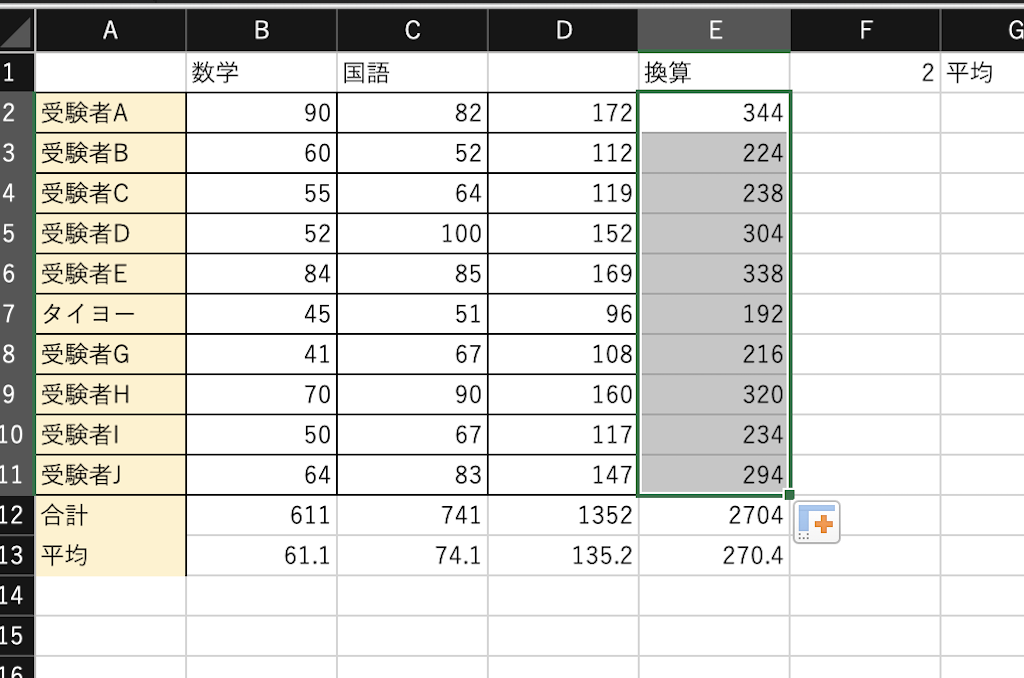 A B C D E F G
1 数学 国語 換算 2 平均
2 受験者A 90 82 172 344
3 受験者B 60 52 112 224
4 受験者C 55 64 119 238
5 受験者D 52 100 152 304
6 受験者E 84 85 169 338
7 タイヨー 45 51 96 192
8 受験者G 41 67 108 216
9 受験者H 70 90 160 320
10 受験者I 50 67 117 234
11 受験者J 64 83 147 294
12 合計 611 741 1352 2704
13 平均 61.1 74.1 135.2 270.4
14
15
16